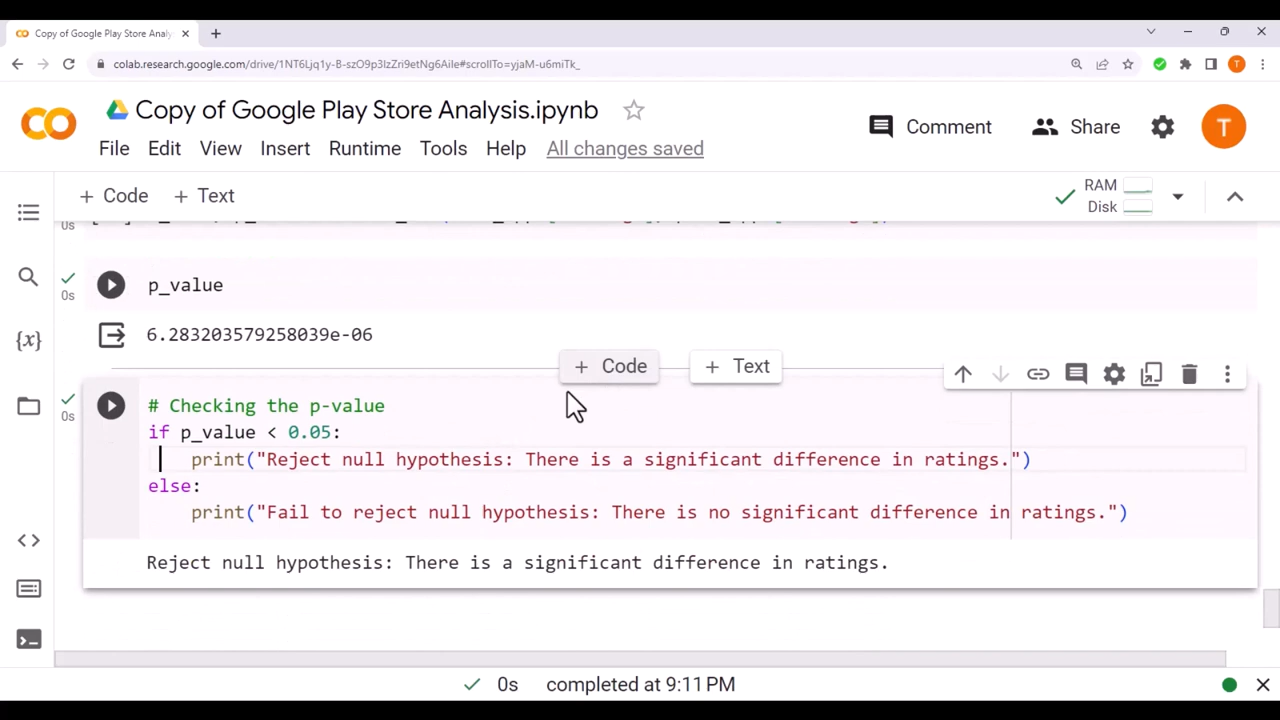 Copy of Google Play Store Analy
colab.research.google.com/drive/1NT6Ljq1y-B-szO9p3lzZri9etNg6AiIe#scrollTo=yjaM-u6miTk_
T
CO Copy of Google Play Store Analysis.ipynb
Comment Share T
File Edit View Insert Runtime Tools Help All changes saved
+ Code + Text
RAM
Disk
0s
p_value
0s
6.283203579258039e-06
+ Code + Text
# Checking the p-value
0s
if p_value < 0.05:
print("Reject null hypothesis: There is a significant difference in ratings.")
else:
print("Fail to reject null hypothesis: There is no significant difference in ratings.")
Reject null hypothesis: There is a significant difference in ratings.
{x}
0s completed at 9:11 PM